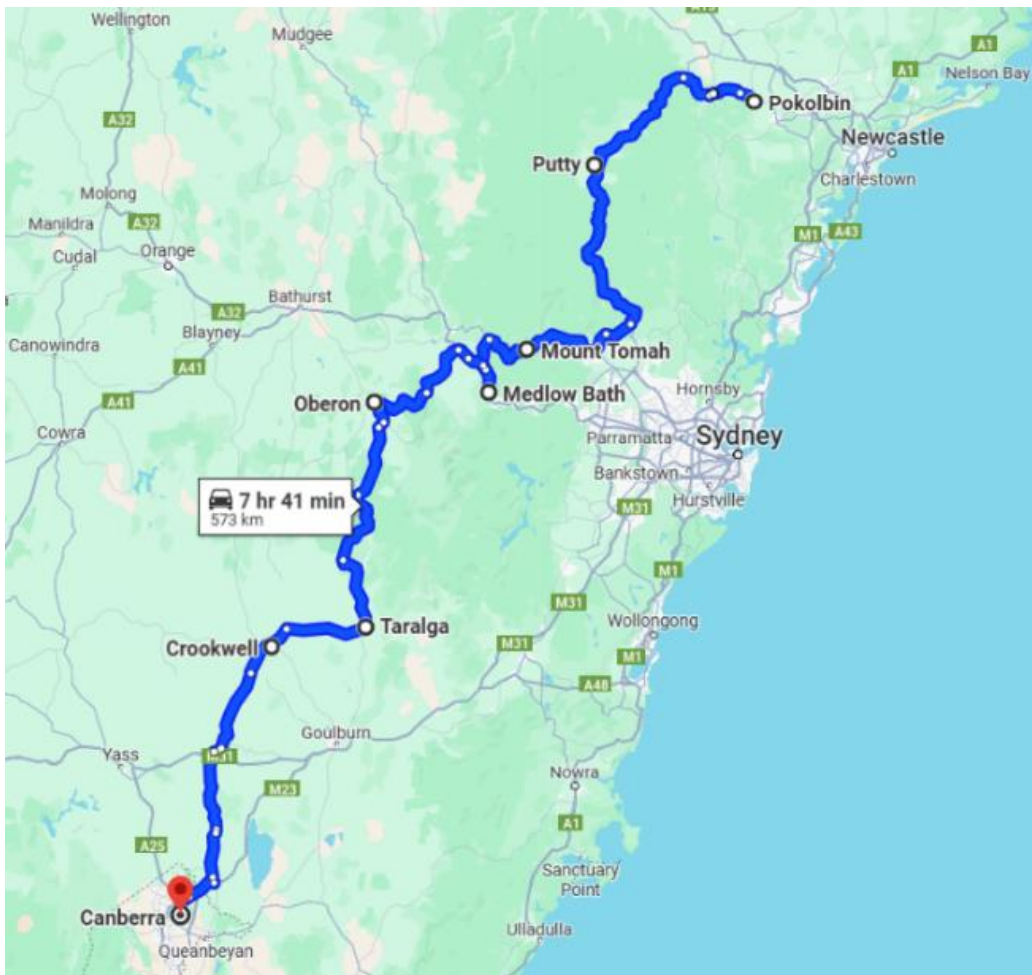 Wellington
Mudgee
A15
A1
A1
Nelson Bay
A32
Pokolbin
Newcastle
Putty
Charlestown
Molong
A32
Manildra
A43
M1
Cudal
Orange
Bathurst
A32
Blayney
Canowindra
A41
Mount Tomah
Medlow Bath
Hornsby
Oberon
A41
Cowra
Parramatta
Sydney
Bankstown
7 hr 41 min
573 km
Hurstville
M31
M1
M31
Wollongong
Taralga
Crookwell
M31
M1
A48
Goulburn
Yass
M31
Nowra
M23
A1
A25
Sanctuary
Point
Canberra
Ulladulla
Queanbeyan